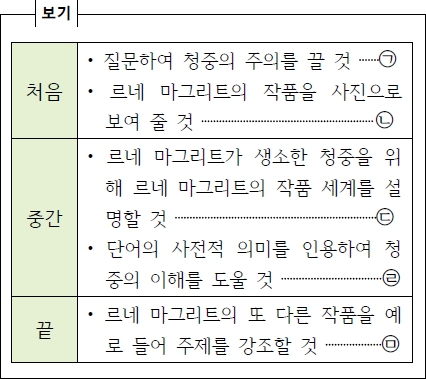 보기
처음
• 질문하여 청중의 주의를 끌 것 ······㉠
• 르네 마그리트의 작품을 사진으로
보여 줄 것 ··················································㉡
중간
• 르네 마그리트가 생소한 청중을 위
해 르네 마그리트의 작품 세계를 설
명할 것 ··························································㉢
• 단어의 사전적 의미를 인용하여 청
중의 이해를 도울 것 ································㉣
끝
• 르네 마그리트의 또 다른 작품을 예
로 들어 주제를 강조할 것 ··················㉤